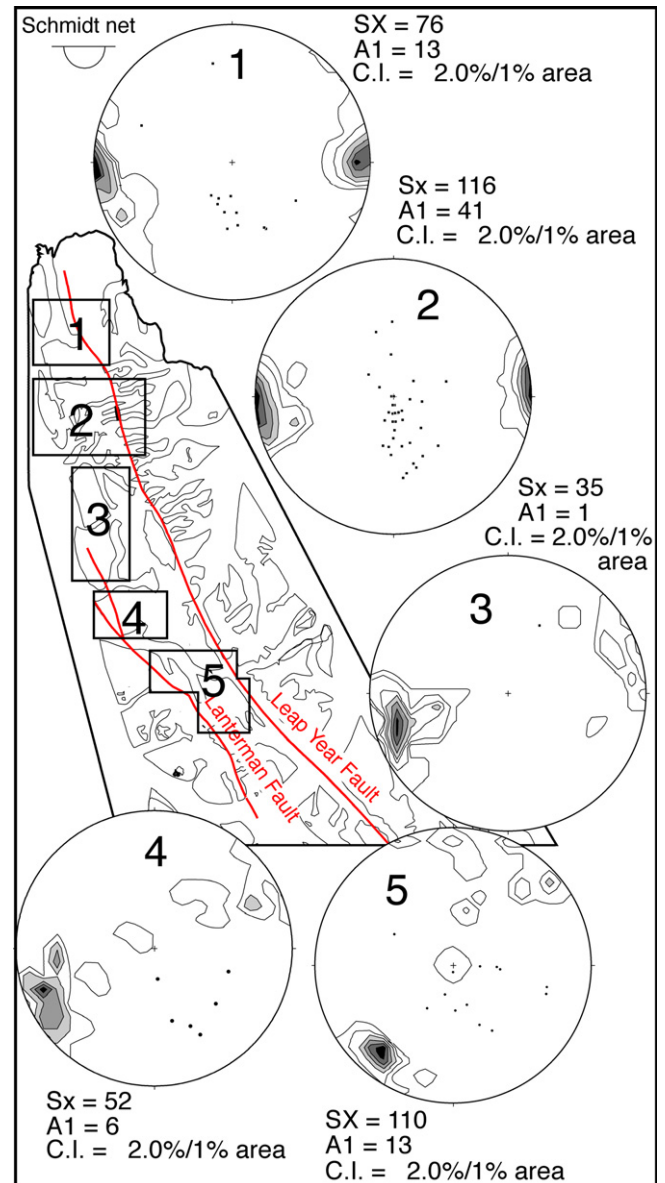 Schmidt net
SX = 76
A1 = 13
C.I. = 2.0%/1% area
1
Sx = 116
A1 = 41
C.I. = 2.0%/1% area
2
1
2
Sx = 35
A1 = 1
C.I. = 2.0%/1%
area
3
3
4
5
Leap Year Fault
Lanterman Fault
4
5
Sx = 52
A1 = 6
C.I. = 2.0%/1% area
SX = 110
A1 = 13
C.I. = 2.0%/1% area